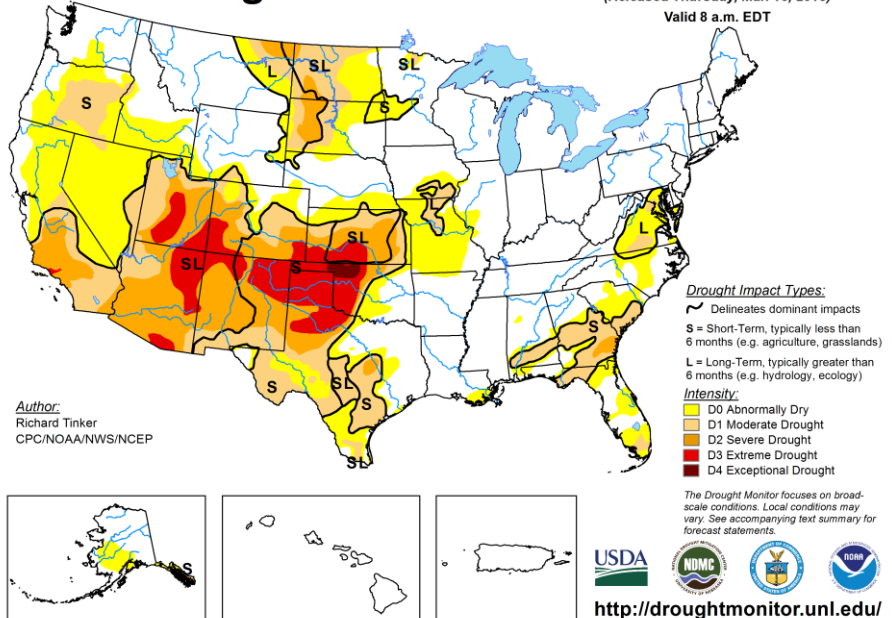 Valid 8 a.m. EDT
S
L
SL
SL
S
SL
S
SL
L
S
S
SL
S
SL
S
S
Drought Impact Types:
Delineates dominant impacts
S = Short-Term, typically less than
6 months (e.g. agriculture, grasslands)
L = Long-Term, typically greater than
6 months (e.g. hydrology, ecology)
Intensity:
D0 Abnormally Dry
D1 Moderate Drought
D2 Severe Drought
D3 Extreme Drought
D4 Exceptional Drought
Author:
Richard Tinker
CPC/NOAA/NWS/NCEP
The Drought Monitor focuses on broad-
scale conditions. Local conditions may
vary. See accompanying text summary for
forecast statements.
USDA
NDMC
NOAA
http://droughtmonitor.unl.edu/